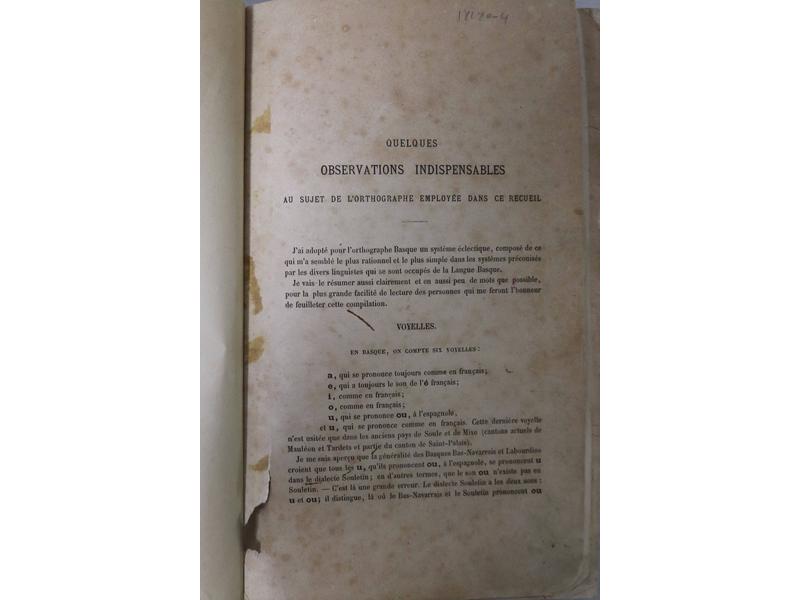 QUELQUES
OBSERVATIONS INDISPENSABLES
AU SUJET DE L'ORTHOGRAPHE EMPLOYÉE DANS CE RECUEIL
J'ai adopté pour l'orthographe Basque un système éclectique, composé de ce
qui m'a semblé le plus rationnel et le plus simple dans les systèmes préconisés
par les divers linguistes qui se sont occupés de la Langue Basque.
Je vais le résumer aussi clairement et en aussi peu de mots que possible,
pour la plus grande facilité de lecture des personnes qui me feront l'honneur
de feuilleter cette compilation.
VOYELLES.
EN BASQUE, ON COMPTE SIX VOYELLES:
a, qui se prononce toujours comme en français;
e, qui a toujours le son de l'é français;
i, comme en français;
o, comme en français;
u, qui se prononce ou, à l'espagnole,
et u, qui se prononce comme en français. Cette dernière voyelle
n'est usitée que dans les anciens pays de Soule et de Mixe (cantons actuels de
Mauléon et Tardets et partie du canton de Saint-Palais).
Je me suis aperçu que la généralité des Basques Bas-Navarrais et Labourdins
croient que tous les u, qu'ils prononcent ou, à l'espagnole, se prononcent u
dans le dialecte Souletin; en d'autres termes, que le son ou n'existe pas en
Souletin. — C'est là une grande erreur. Le dialecte Souletin a les deux sons:
u et ou; il distingue, là où le Bas-Navarrais et le Souletin prononcent ou